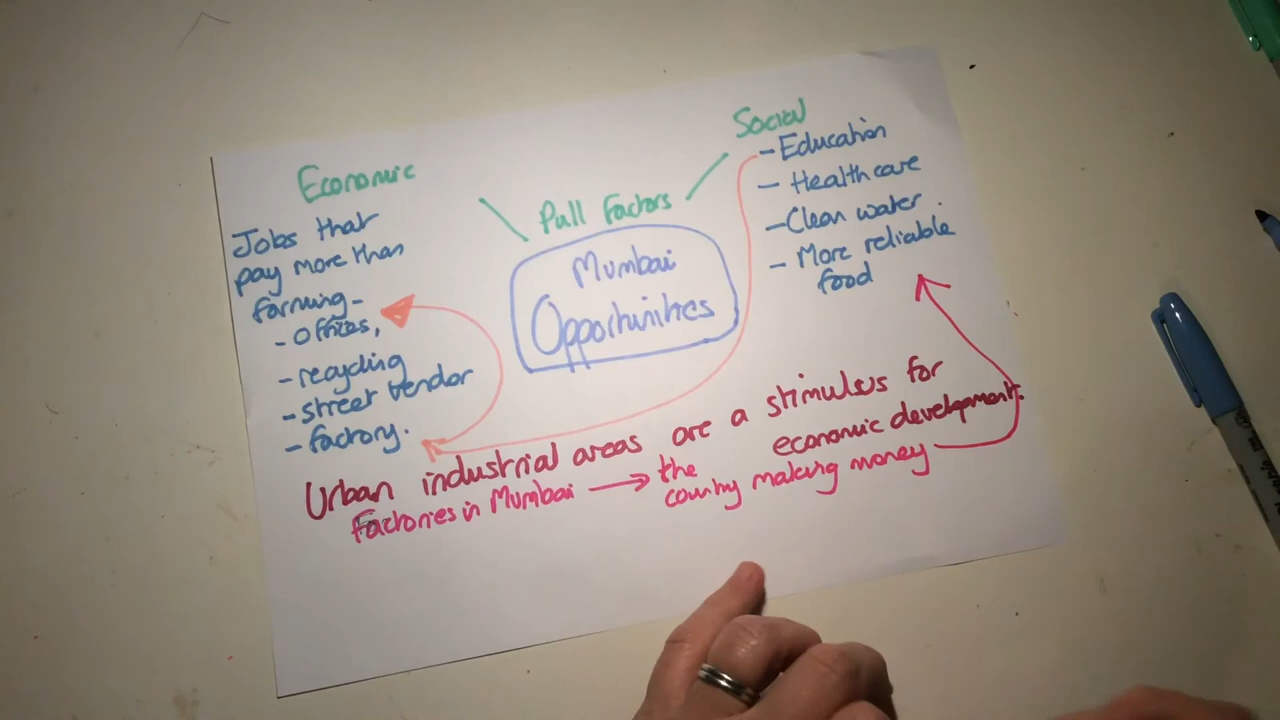 Economic
Jobs that
pay more than
farming-
- offices,
- recycling
- street vendor
- factory.
Pull Factors
Mumbai
Opportunities
Social
- Education
- Healthcare
- Clean water.
- More reliable
food
Urban industrial areas are a stimulus for
economic development.
Factories in Mumbai → the
country making money